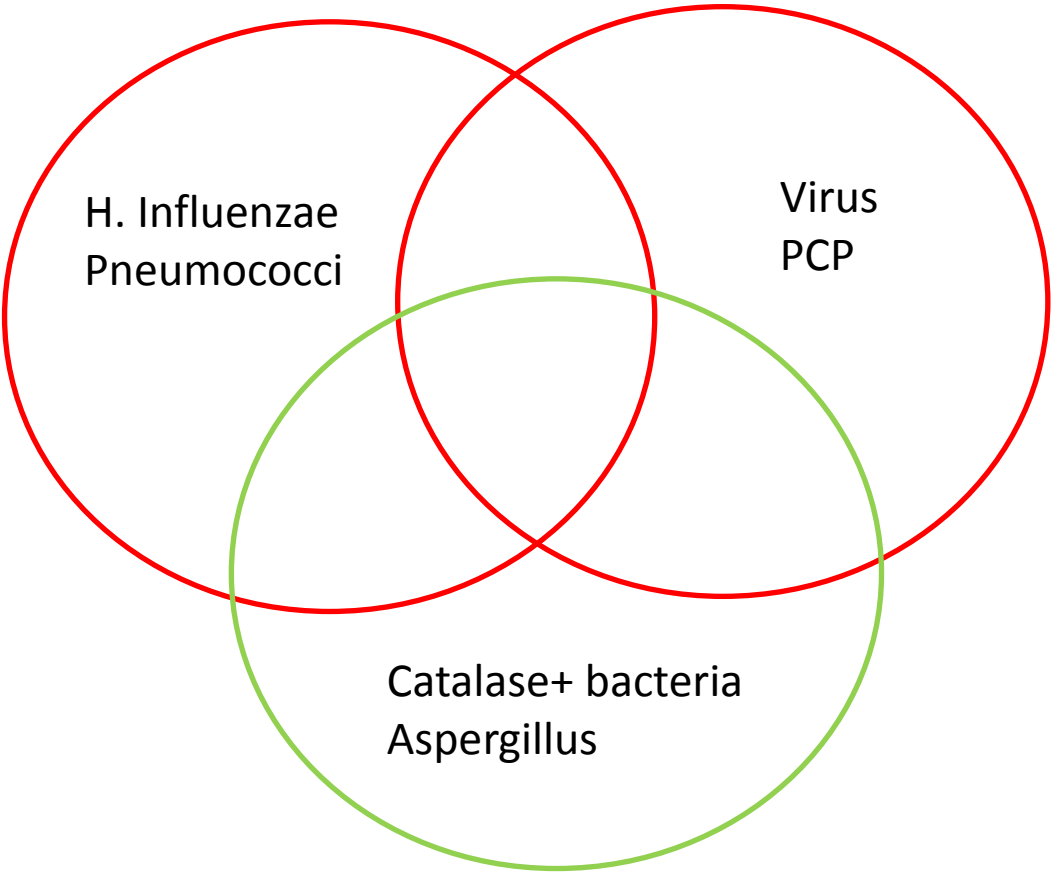 H. Influenzae
Pneumococci
Virus
PCP
Catalase+ bacteria
Aspergillus